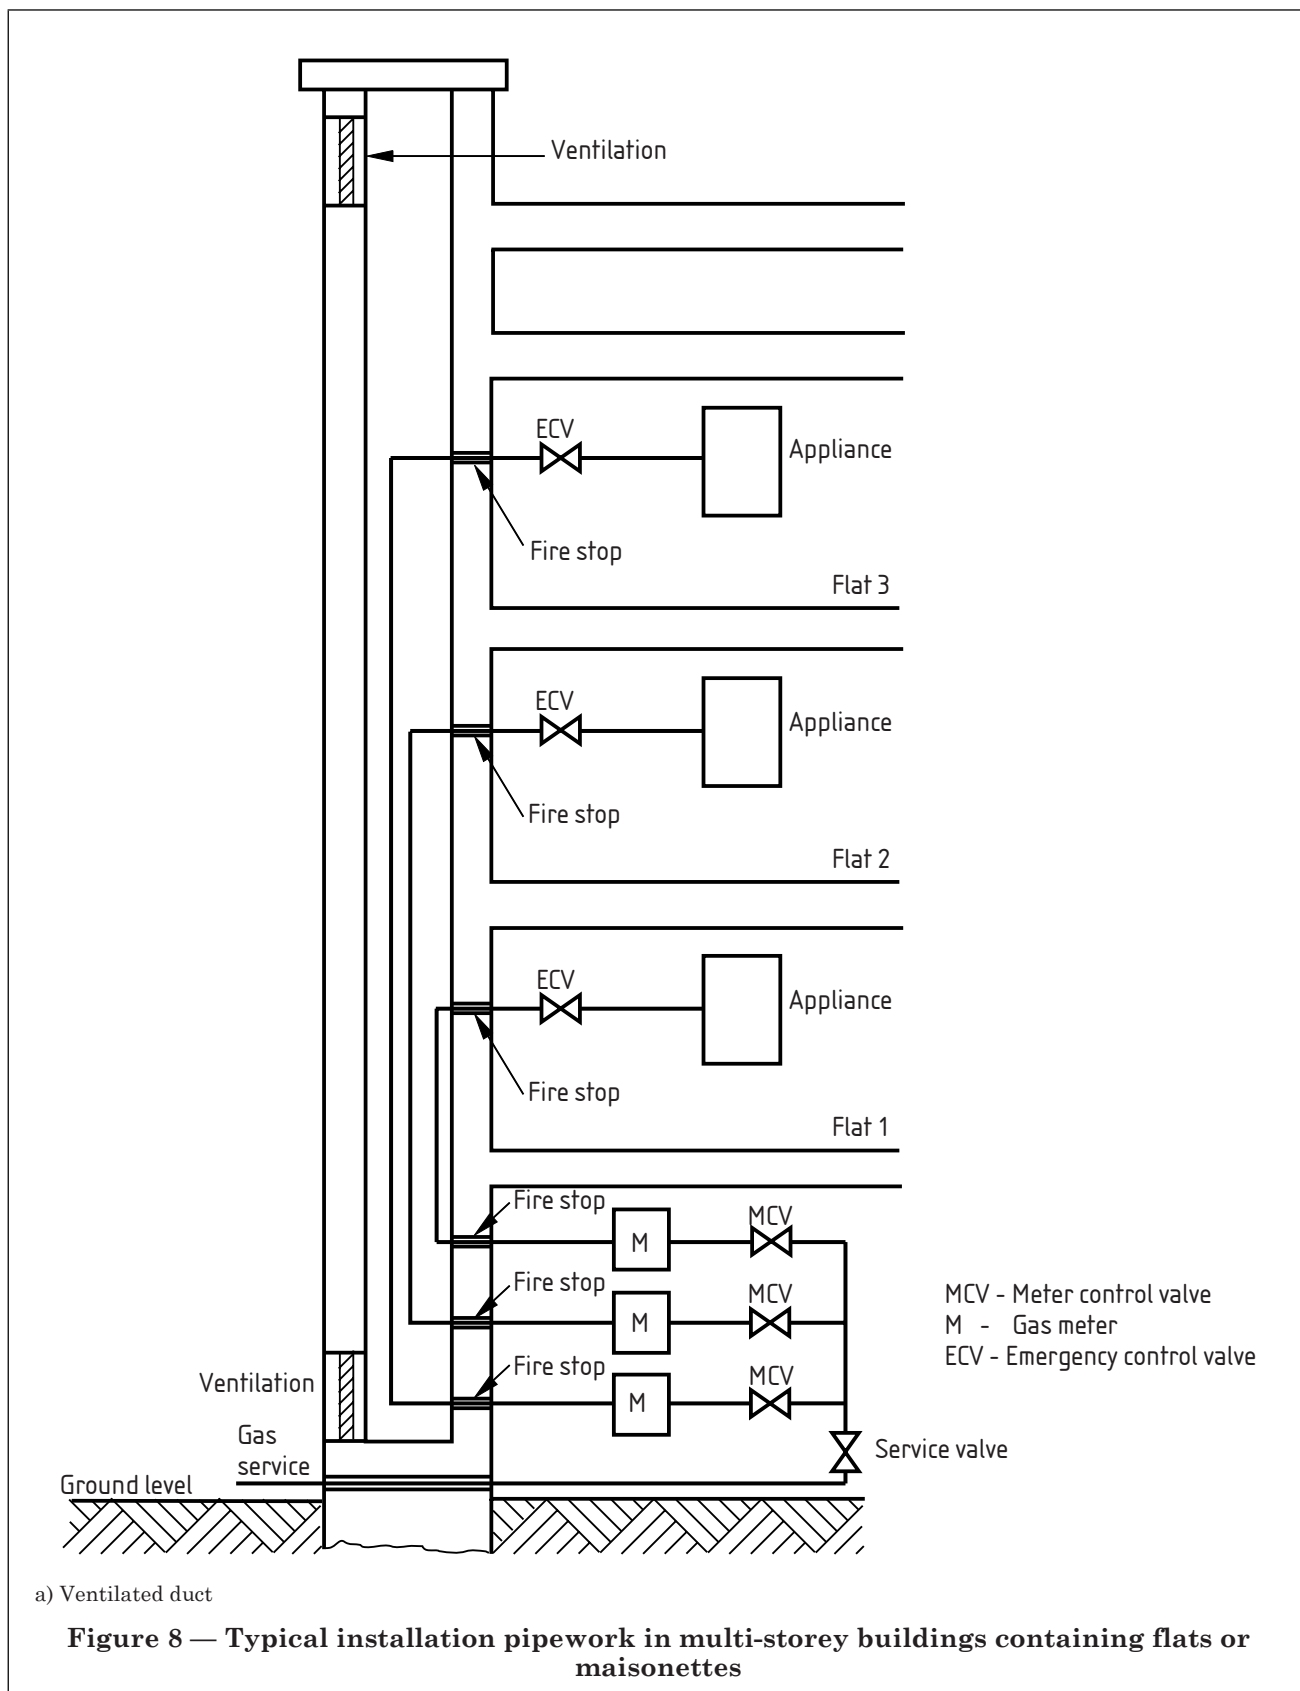 Ventilation
ECV
Appliance
Fire stop
Flat 3
ECV
Appliance
Fire stop
Flat 2
ECV
Appliance
Fire stop
Flat 1
Fire stop
M
MCV
Fire stop
M
MCV
MCV - Meter control valve
M - Gas meter
ECV - Emergency control valve
Fire stop
M
MCV
Ventilation
Gas
service
Service valve
Ground level
a) Ventilated duct
Figure 8 — Typical installation pipework in multi-storey buildings containing flats or
maisonettes